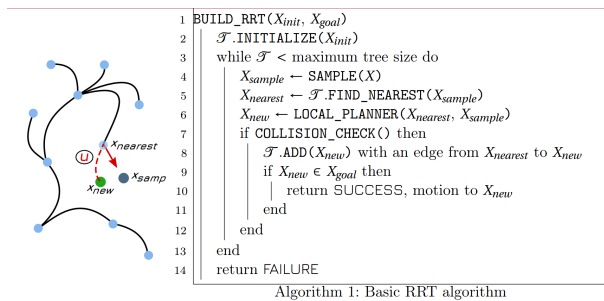 x_nearest
u
x_new
x_samp
1 BUILD_RRT(X_init, X_goal)
2 𝒯.INITIALIZE(X_init)
3 while 𝒯 < maximum tree size do
4 X_sample ← SAMPLE(X)
5 X_nearest ← 𝒯.FIND_NEAREST(X_sample)
6 X_new ← LOCAL_PLANNER(X_nearest, X_sample)
7 if COLLISION_CHECK() then
8 𝒯.ADD(X_new) with an edge from X_nearest to X_new
9 if X_new ∈ X_goal then
10 return SUCCESS, motion to X_new
11 end
12 end
13 end
14 return FAILURE
Algorithm 1: Basic RRT algorithm